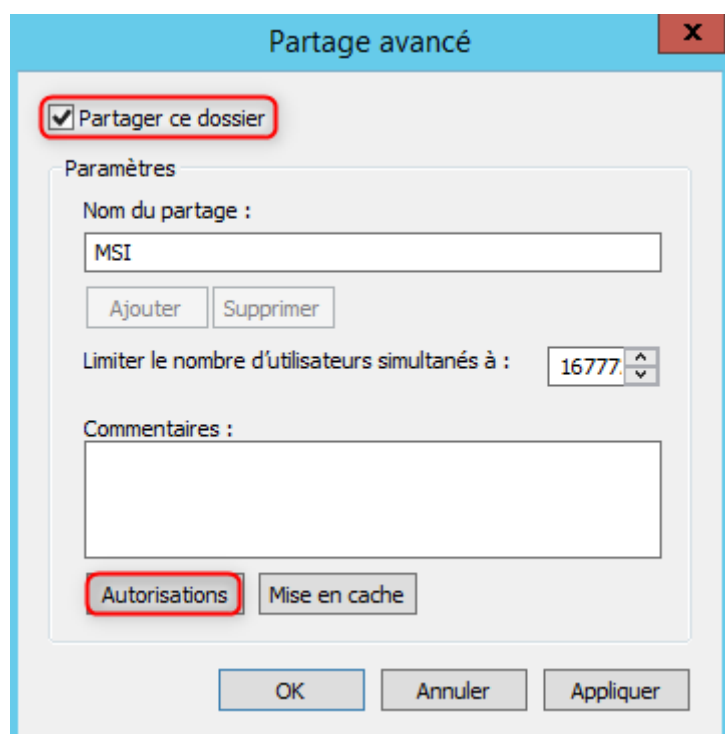 Partage avancé
x
Partager ce dossier
Paramètres
Nom du partage :
MSI
Ajouter Supprimer
Limiter le nombre d'utilisateurs simultanés à : 16777
Commentaires :
Autorisations Mise en cache
OK Annuler Appliquer